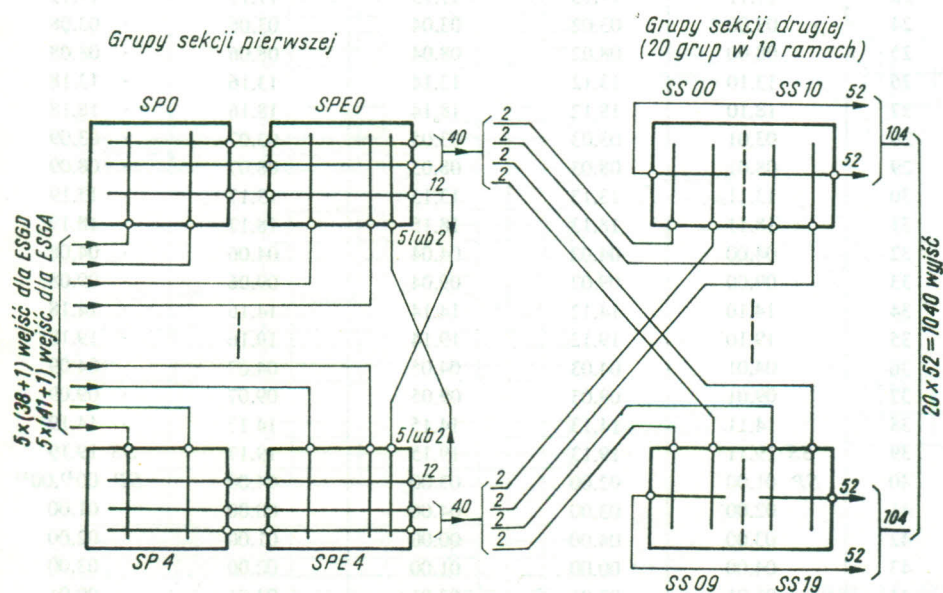 Grupy sekcji pierwszej
Grupy sekcji drugiej
(20 grup w 10 ramach)
SP0
SPE0
SS 00
SS 10
52
104
52
40
2
2
2
2
12
5 lub 2
5 x (38+1) wejść dla ESGD
5 x (41+1) wejść dla ESGA
20 x 52 = 1040 wyjść
5 lub 2
12
40
2
2
2
2
52
104
52
SP 4
SPE 4
SS 09
SS 19